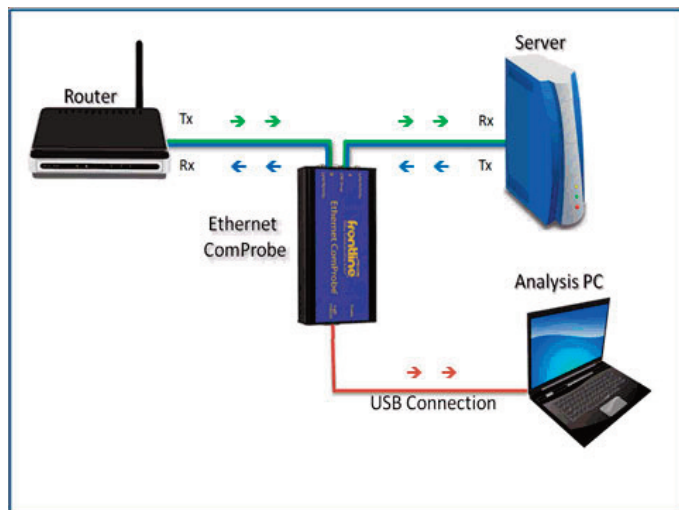 Server
Router
Tx
Rx
Rx
Tx
Ethernet
ComProbe
frontline
Ethernet ComProbe
Analysis PC
USB Connection